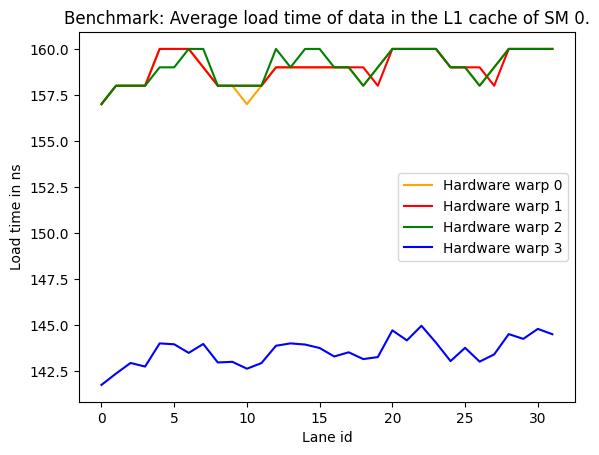 Benchmark: Average load time of data in the L1 cache of SM 0.
Load time in ns
160.0
157.5
155.0
152.5
150.0
147.5
145.0
142.5
Hardware warp 0
Hardware warp 1
Hardware warp 2
Hardware warp 3
0 5 10 15 20 25 30
Lane id